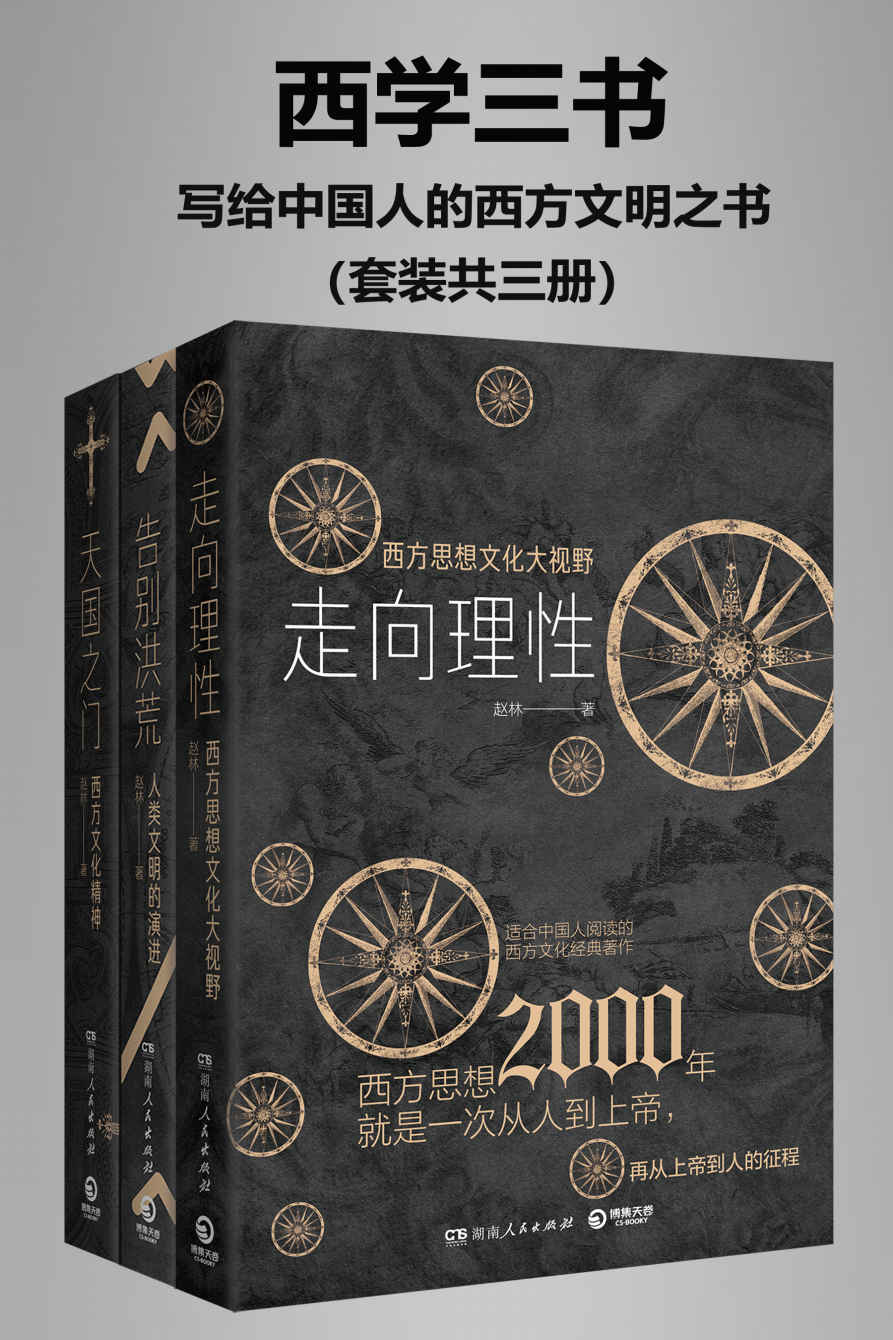 西学三书
写给中国人的西方文明之书
（套装共三册）
西方思想文化大视野
走向理性
赵林————著
适合中国人阅读的
西方文化经典著作
西方思想2000年
就是一次从人到上帝，
再从上帝到人的征程
湖南人民出版社
博集天卷
CS-BOOKY
天国之门
西方文化精神
赵林————著
湖南人民出版社
博集天卷
CS-BOOKY
告别洪荒
人类文明的演进
赵林————著
湖南人民出版社
博集天卷
CS-BOOKY
走向理性
西方思想文化大视野
赵林————著
湖南人民出版社
博集天卷
CS-BOOKY